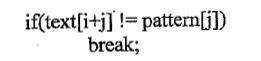 if(text[i+j] != pattern[j])
break;